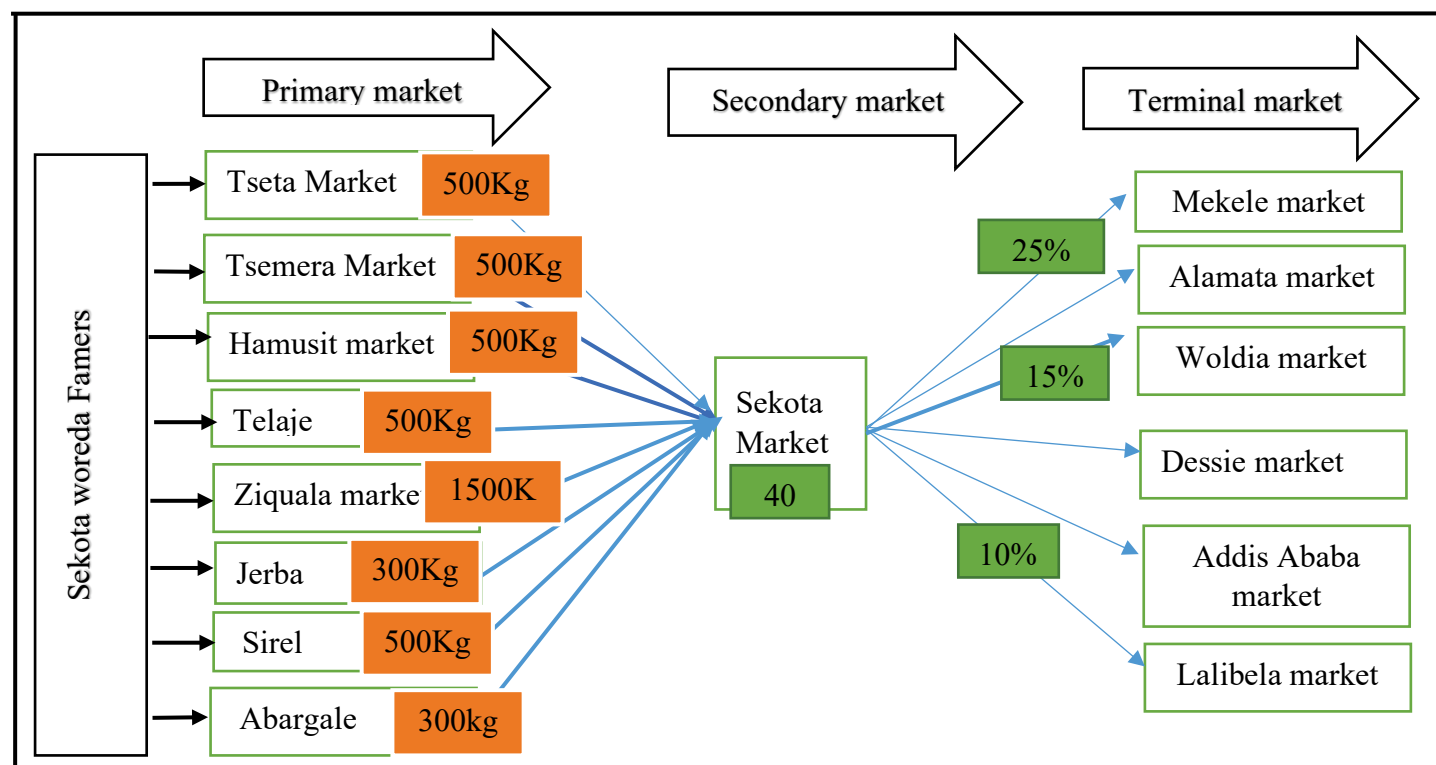 Primary market
Secondary market
Terminal market
Sekota woreda Famers
Tseta Market
500Kg
Tsemera Market
500Kg
Hamusit market
500Kg
Telaje
500Kg
Ziquala marke
1500K
Jerba
300Kg
Sirel
500Kg
Abargale
300kg
Sekota
Market
40
25%
15%
10%
Mekele market
Alamata market
Woldia market
Dessie market
Addis Ababa
market
Lalibela market